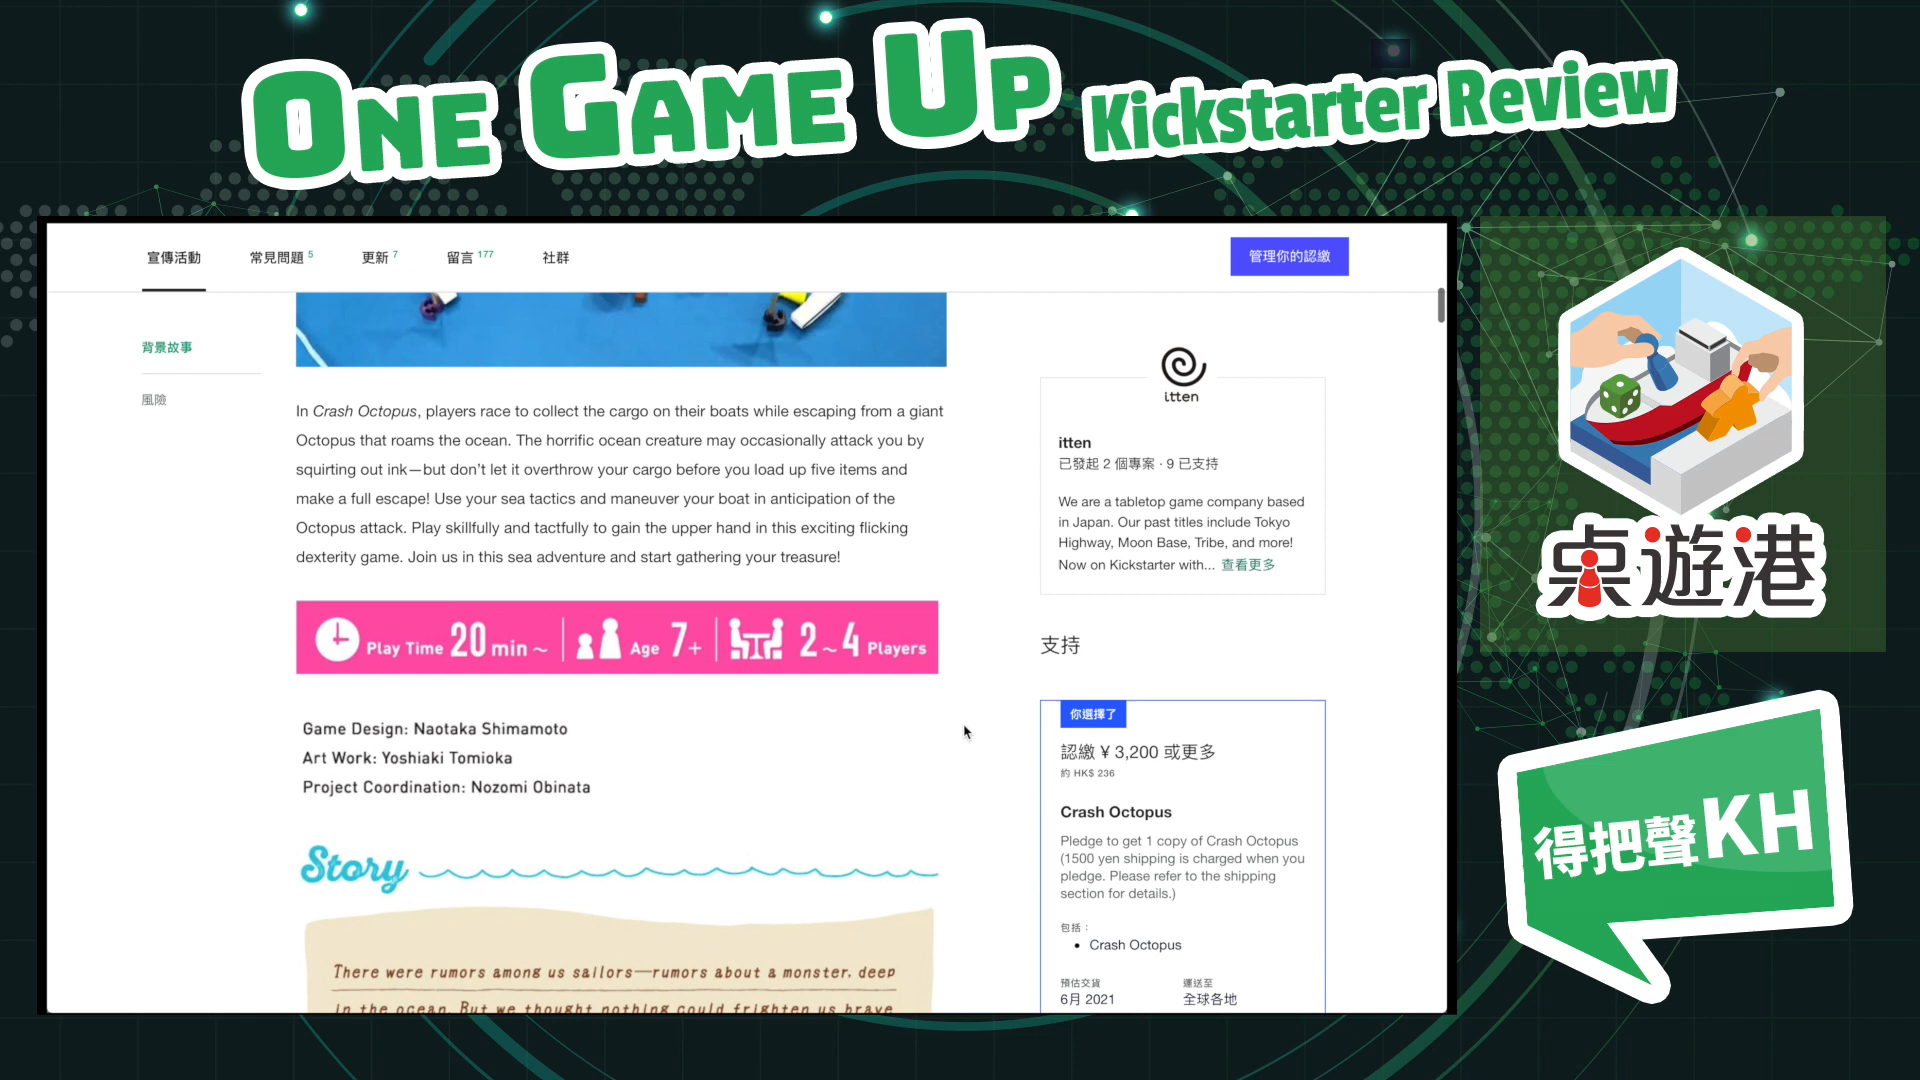 One Game Up Kickstarter Review
宣傳活動 常見問題 5 更新 7 留言 177 社群 管理你的認繳
背景故事
風險
In Crash Octopus, players race to collect the cargo on their boats while escaping from a giant
Octopus that roams the ocean. The horrific ocean creature may occasionally attack you by
squirting out ink—but don't let it overthrow your cargo before you load up five items and
make a full escape! Use your sea tactics and maneuver your boat in anticipation of the
Octopus attack. Play skillfully and tactfully to gain the upper hand in this exciting flicking
dexterity game. Join us in this sea adventure and start gathering your treasure!
Play Time 20 min ~ Age 7+ 2~4 Players
Game Design: Naotaka Shimamoto
Art Work: Yoshiaki Tomioka
Project Coordination: Nozomi Obinata
Story
There were rumors among us sailors—rumors about a monster, deep
in the ocean. But we thought nothing could frighten us brave
itten
itten
已發起 2 個專案 · 9 已支持
We are a tabletop game company based
in Japan. Our past titles include Tokyo
Highway, Moon Base, Tribe, and more!
Now on Kickstarter with... 查看更多
支持
你選擇了
認繳 ¥ 3,200 或更多
約 HK$ 236
Crash Octopus
Pledge to get 1 copy of Crash Octopus
(1500 yen shipping is charged when you
pledge. Please refer to the shipping
section for details.)
包括：
• Crash Octopus
預估交貨 運送至
6月 2021 全球各地
桌遊港
得把聲KH